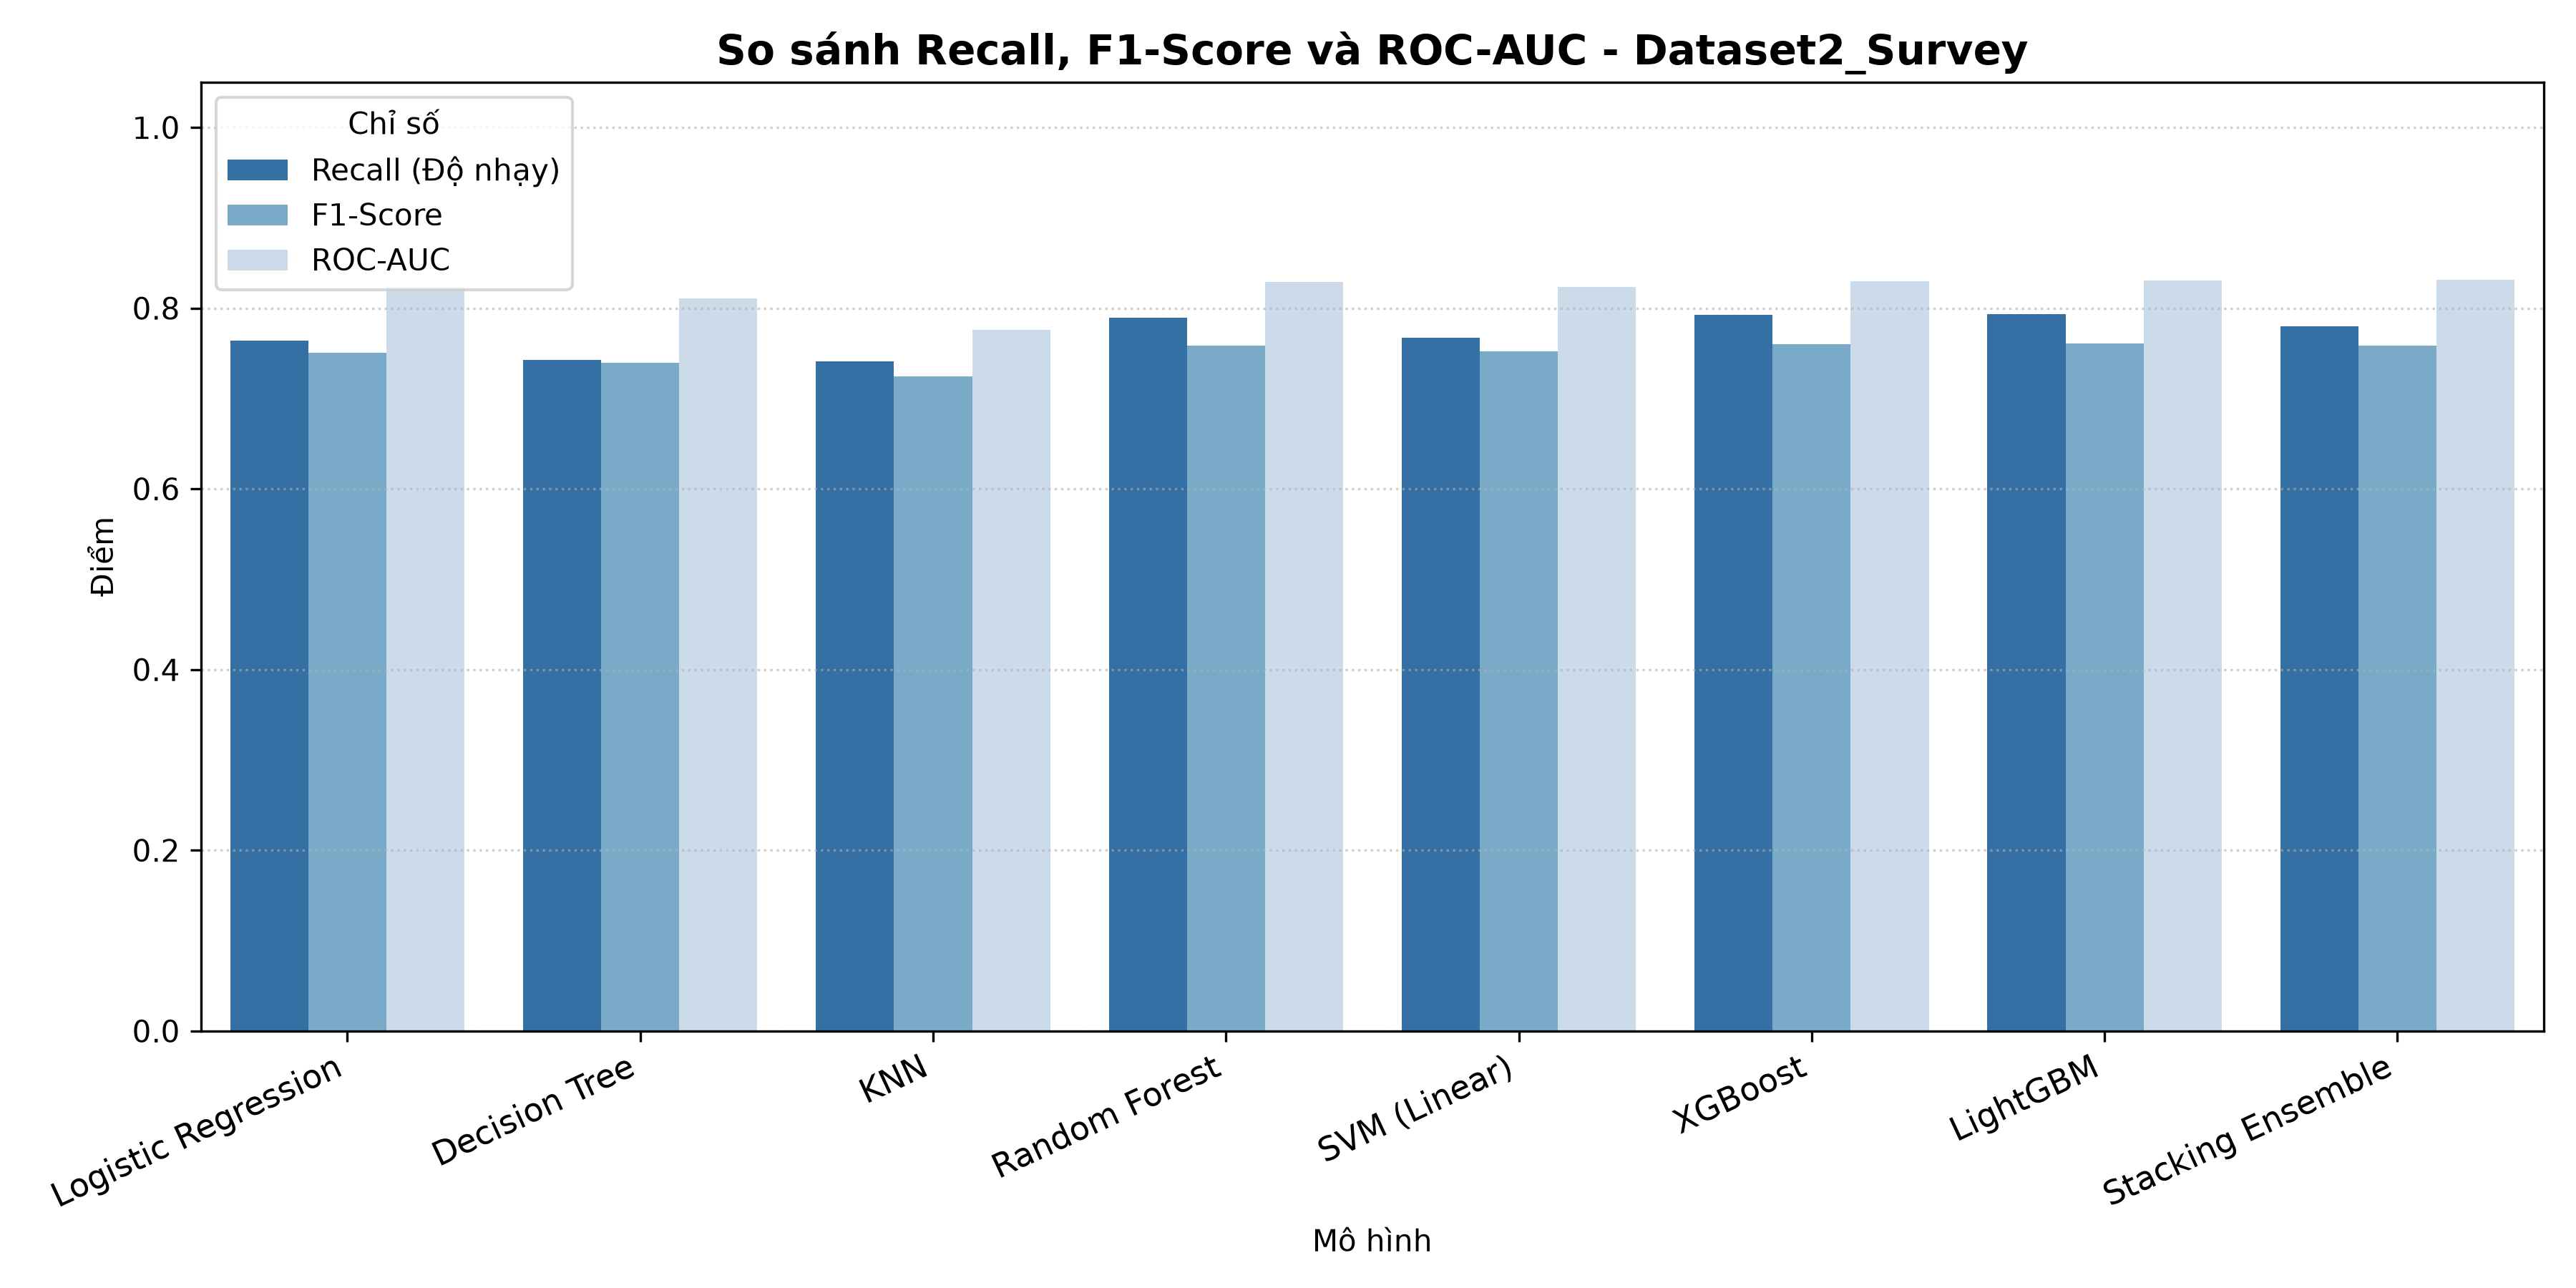 So sánh Recall, F1-Score và ROC-AUC - Dataset2_Survey
Chỉ số
Recall (Độ nhạy)
F1-Score
ROC-AUC
Điểm
1.0
0.8
0.6
0.4
0.2
0.0
Logistic Regression
Decision Tree
KNN
Random Forest
SVM (Linear)
XGBoost
LightGBM
Stacking Ensemble
Mô hình